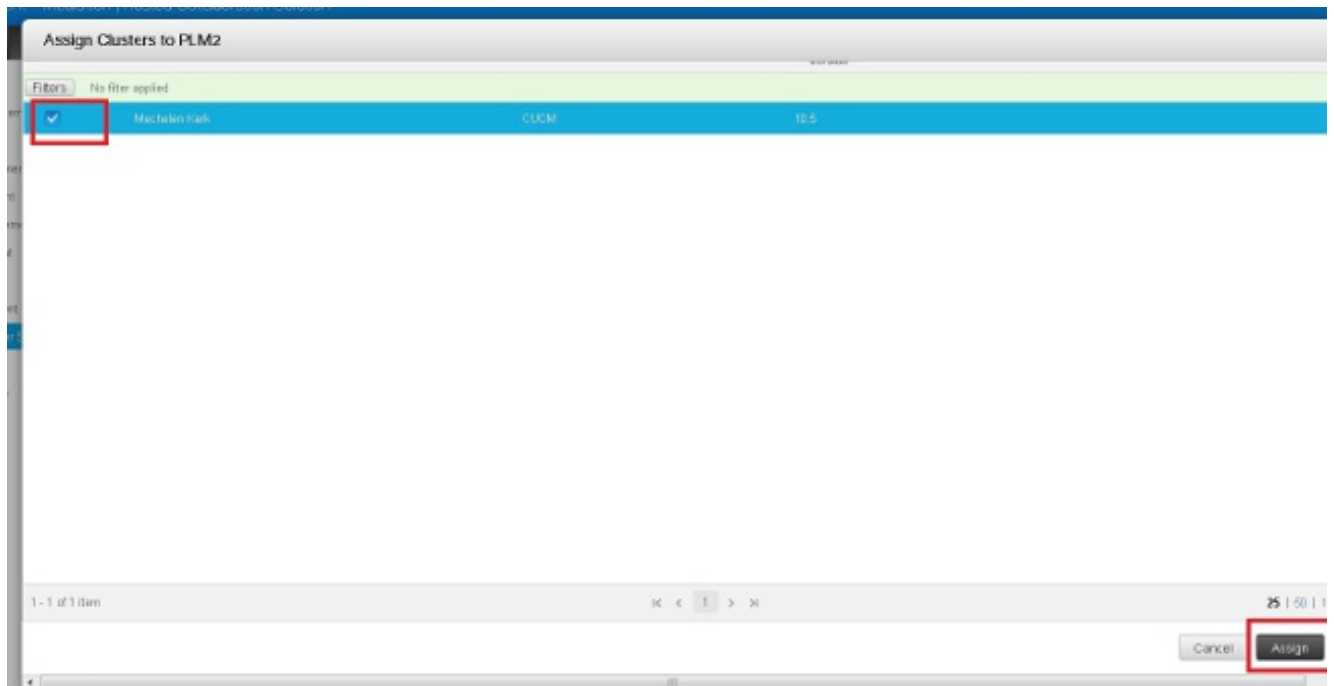 Assign Clusters to PLM2
Filters No filter applied
Mechelen Kerk CUCM 10.5
1 - 1 of 1 item 1 25 | 50 | 1
Cancel Assign